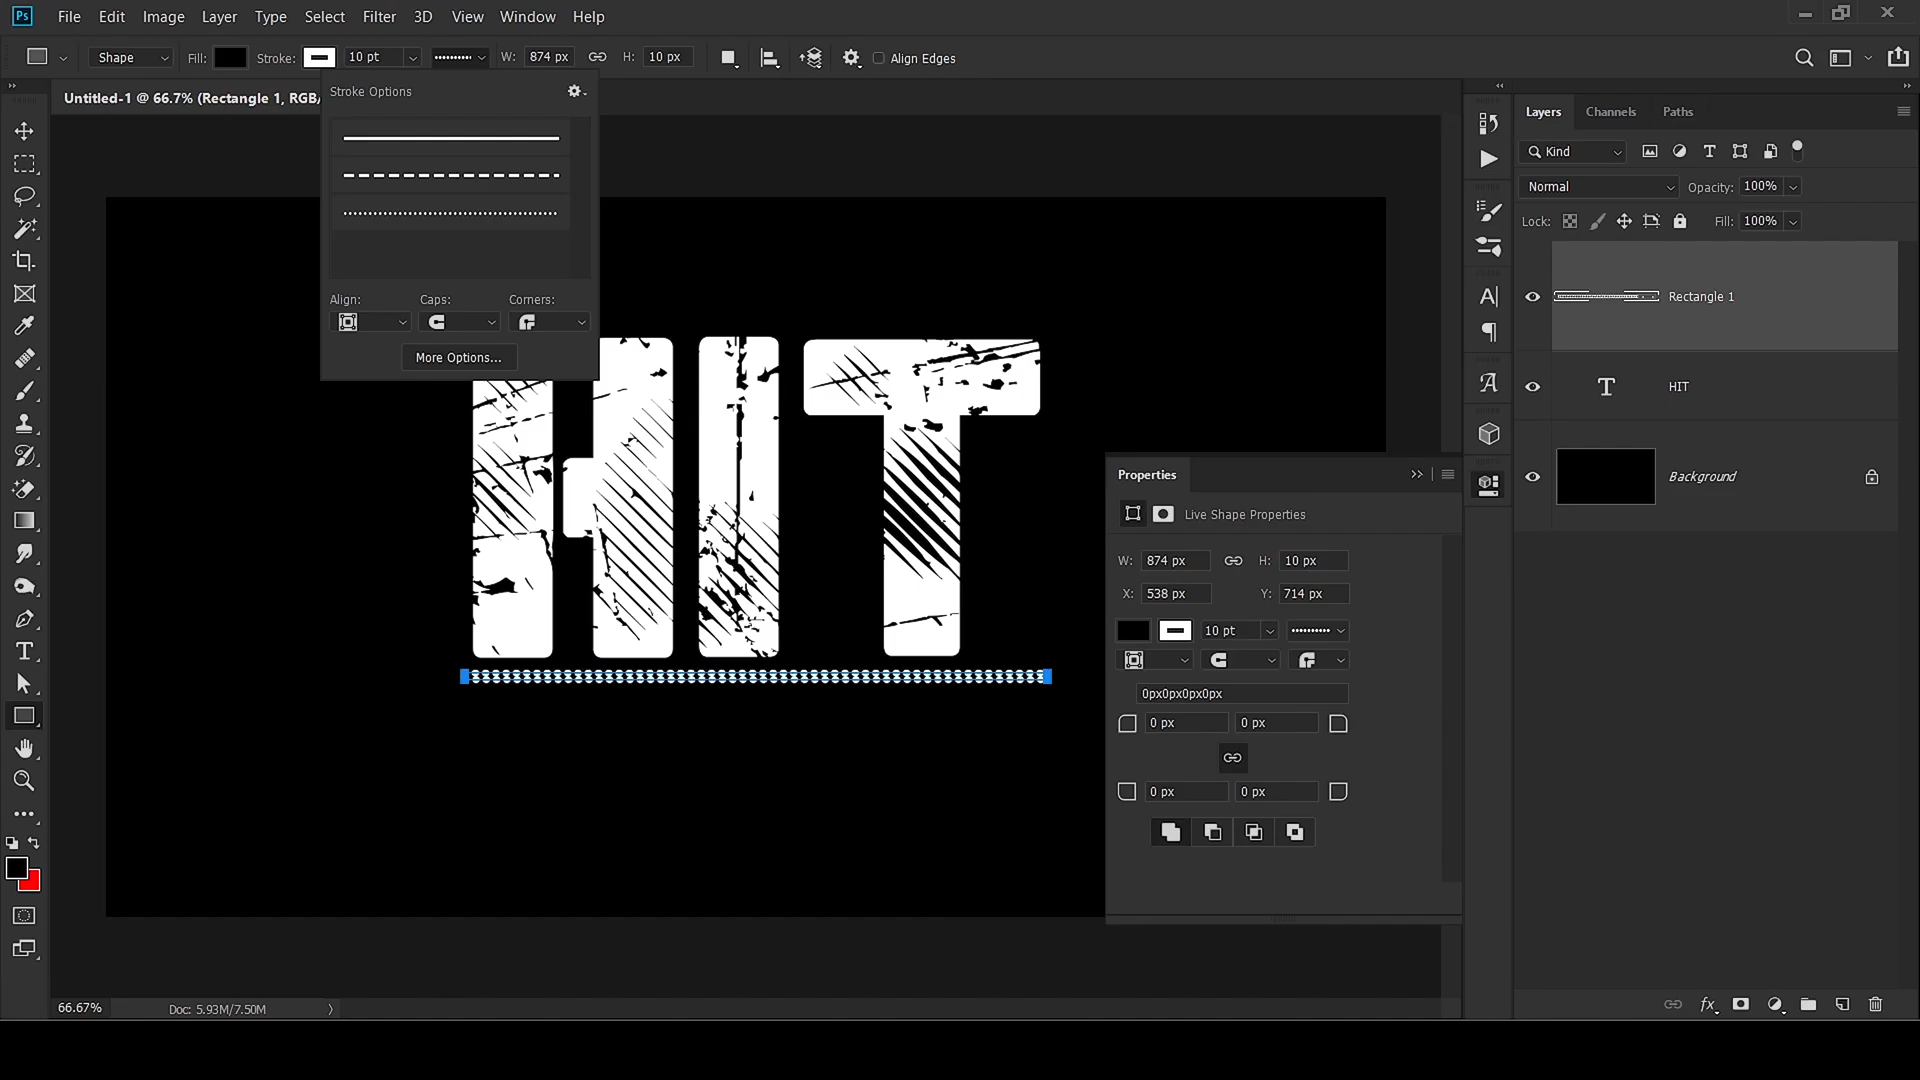 File Edit Image Layer Type Select Filter 3D View Window Help
Shape Fill: Stroke: 10 pt W: 874 px H: 10 px Align Edges
Untitled-1 @ 66.7% (Rectangle 1, RGB/
Stroke Options
Align: Caps: Corners:
More Options...
HIT
Properties
Live Shape Properties
W: 874 px H: 10 px
X: 538 px Y: 714 px
10 pt
0px0px0px0px
0 px 0 px
0 px 0 px
Layers Channels Paths
Kind
Normal Opacity: 100%
Lock: Fill: 100%
Rectangle 1
HIT
Background
66.67% Doc: 5.93M/7.50M